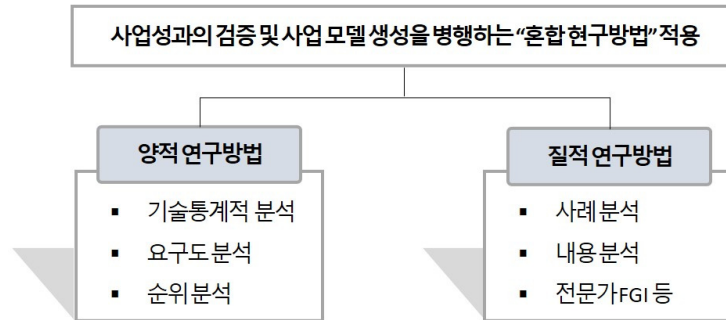 사업성과의 검증 및 사업 모델 생성을 병행하는 “혼합 현구방법” 적용
양적 연구방법
▪ 기술통계적 분석
▪ 요구도 분석
▪ 순위 분석
질적 연구방법
▪ 사례 분석
▪ 내용 분석
▪ 전문가 FGI 등